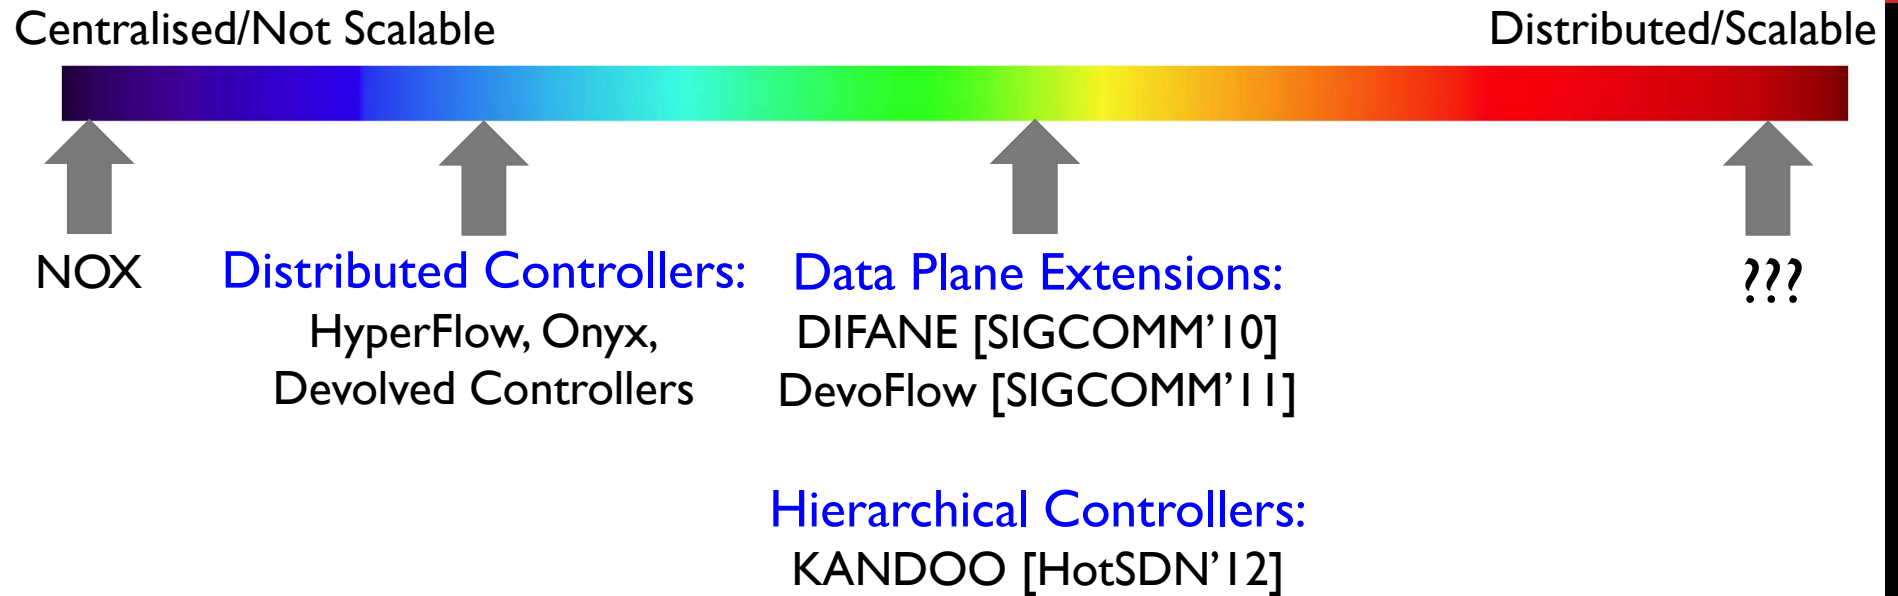 Centralised/Not Scalable
Distributed/Scalable
NOX
Distributed Controllers:
HyperFlow, Onyx,
Devolved Controllers
Data Plane Extensions:
DIFANE [SIGCOMM'10]
DevoFlow [SIGCOMM'11]
Hierarchical Controllers:
KANDOO [HotSDN'12]
???